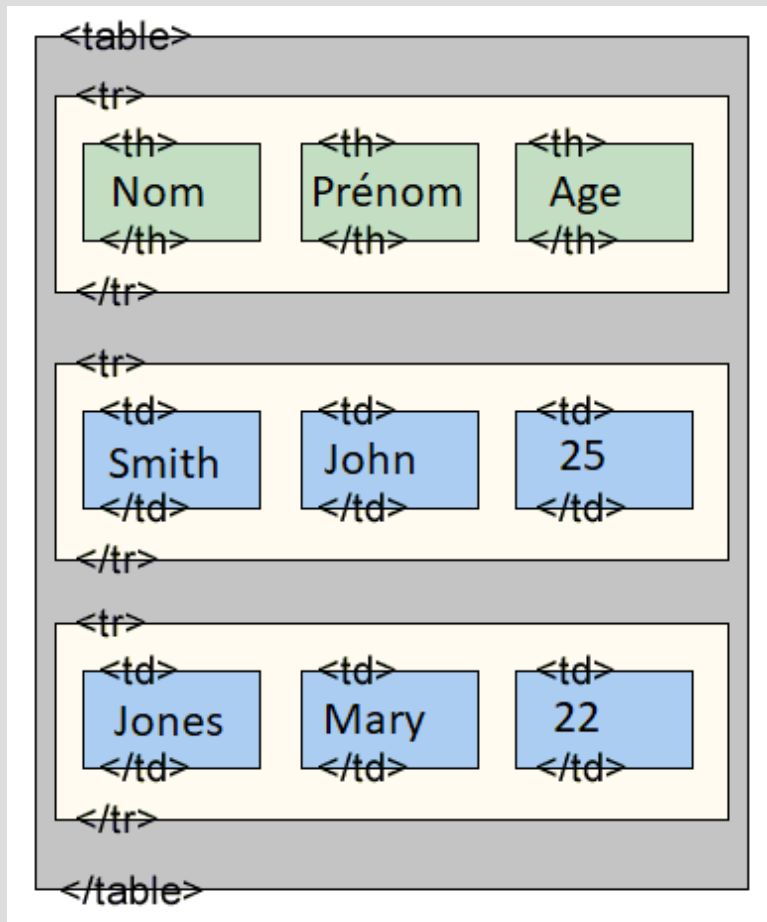 <table>
<tr>
<th> <th> <th>
Nom Prénom Age
</th> </th> </th>
</tr>
<tr>
<td> <td> <td>
Smith John 25
</td> </td> </td>
</tr>
<tr>
<td> <td> <td>
Jones Mary 22
</td> </td> </td>
</tr>
</table>